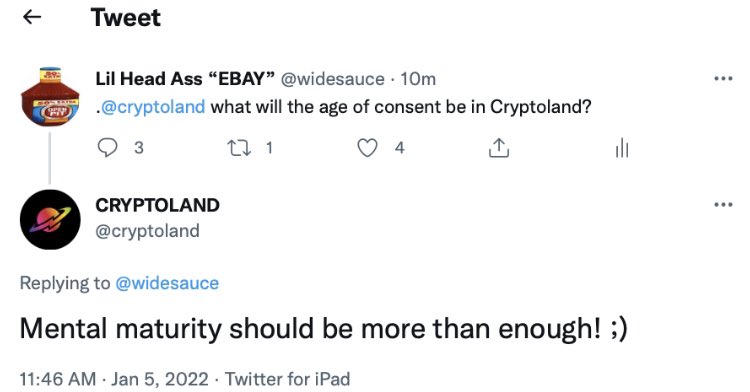 Tweet
Lil Head Ass “EBAY” @widesauce · 10m
.@cryptoland what will the age of consent be in Cryptoland?
3 1 4
CRYPTOLAND
@cryptoland
Replying to @widesauce
Mental maturity should be more than enough! ;)
11:46 AM · Jan 5, 2022 · Twitter for iPad